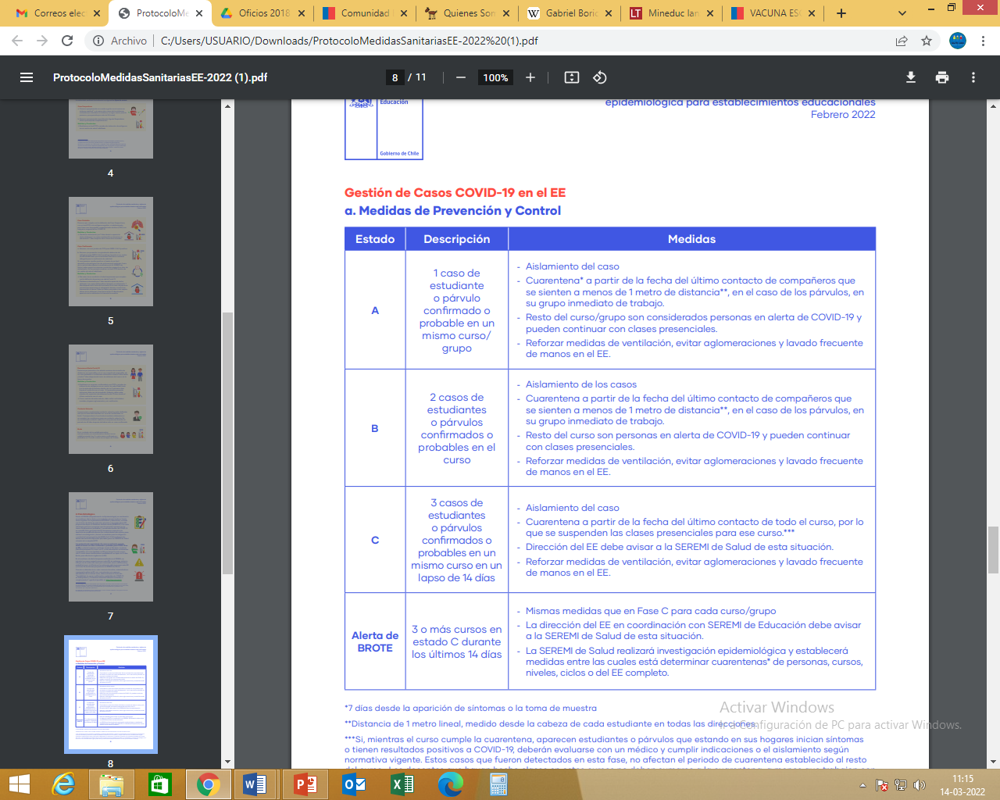 Correos elec
ProtocoloMe
Oficios 2018
Comunidad
Quienes Som
Gabriel Boric
Mineduc lan
VACUNA ESC
Archivo
C:/Users/USUARIO/Downloads/ProtocoloMedidasSanitariasEE-2022%20(1).pdf
ProtocoloMedidasSanitariasEE-2022 (1).pdf
8 / 11
100%
4
5
6
7
8
Educación
Gobierno de Chile
epidemiológica para establecimientos educacionales
Febrero 2022
Gestión de Casos COVID-19 en el EE
a. Medidas de Prevención y Control
Estado
Descripción
Medidas
A
1 caso de
estudiante
o párvulo
confirmado o
probable en un
mismo curso/
grupo
- Aislamiento del caso
- Cuarentena* a partir de la fecha del último contacto de compañeros que
se sienten a menos de 1 metro de distancia**, en el caso de los párvulos, en
su grupo inmediato de trabajo.
- Resto del curso/grupo son considerados personas en alerta de COVID-19 y
pueden continuar con clases presenciales.
- Reforzar medidas de ventilación, evitar aglomeraciones y lavado frecuente
de manos en el EE.
B
2 casos de
estudiantes
o párvulos
confirmados o
probables en el
curso
- Aislamiento de los casos
- Cuarentena a partir de la fecha del último contacto de compañeros que
se sienten a menos de 1 metro de distancia**, en el caso de los párvulos, en
su grupo inmediato de trabajo.
- Resto del curso son personas en alerta de COVID-19 y pueden continuar
con clases presenciales.
- Reforzar medidas de ventilación, evitar aglomeraciones y lavado frecuente
de manos en el EE.
C
3 casos de
estudiantes
o párvulos
confirmados o
probables en un
mismo curso en un
lapso de 14 días
- Aislamiento del caso
- Cuarentena a partir de la fecha del último contacto de todo el curso, por lo
que se suspenden las clases presenciales para ese curso.***
- Dirección del EE debe avisar a la SEREMI de Salud de esta situación.
- Reforzar medidas de ventilación, evitar aglomeraciones y lavado frecuente
de manos en el EE.
Alerta de
BROTE
3 o más cursos en
estado C durante
los últimos 14 días
- Mismas medidas que en Fase C para cada curso/grupo
- La dirección del EE en coordinación con SEREMI de Educación debe avisar
a la SEREMI de Salud de esta situación.
- La SEREMI de Salud realizará investigación epidemiológica y establecerá
medidas entre las cuales está determinar cuarentenas* de personas, cursos,
niveles, ciclos o del EE completo.
*7 días desde la aparición de síntomas o la toma de muestra
**Distancia de 1 metro lineal, medido desde la cabeza de cada estudiante en todas las direcciones.
***Si, mientras el curso cumple la cuarentena, aparecen estudiantes o párvulos que estando en sus hogares inician síntomas
o tienen resultados positivos a COVID-19, deberán evaluarse con un médico y cumplir indicaciones o el aislamiento según
normativa vigente. Estos casos que fueron detectados en esta fase, no afectan el periodo de cuarentena establecido al resto
Activar Windows
Configuración de PC para activar Windows.
11:15
14-03-2022